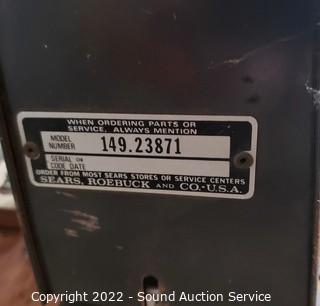 WHEN ORDERING PARTS OR
SERVICE, ALWAYS MENTION
MODEL
NUMBER 149.23871
SERIAL OR
CODE DATE
ORDER FROM MOST SEARS STORES OR SERVICE CENTERS
SEARS, ROEBUCK AND CO.-U.S.A.
Copyright 2022 - Sound Auction Service